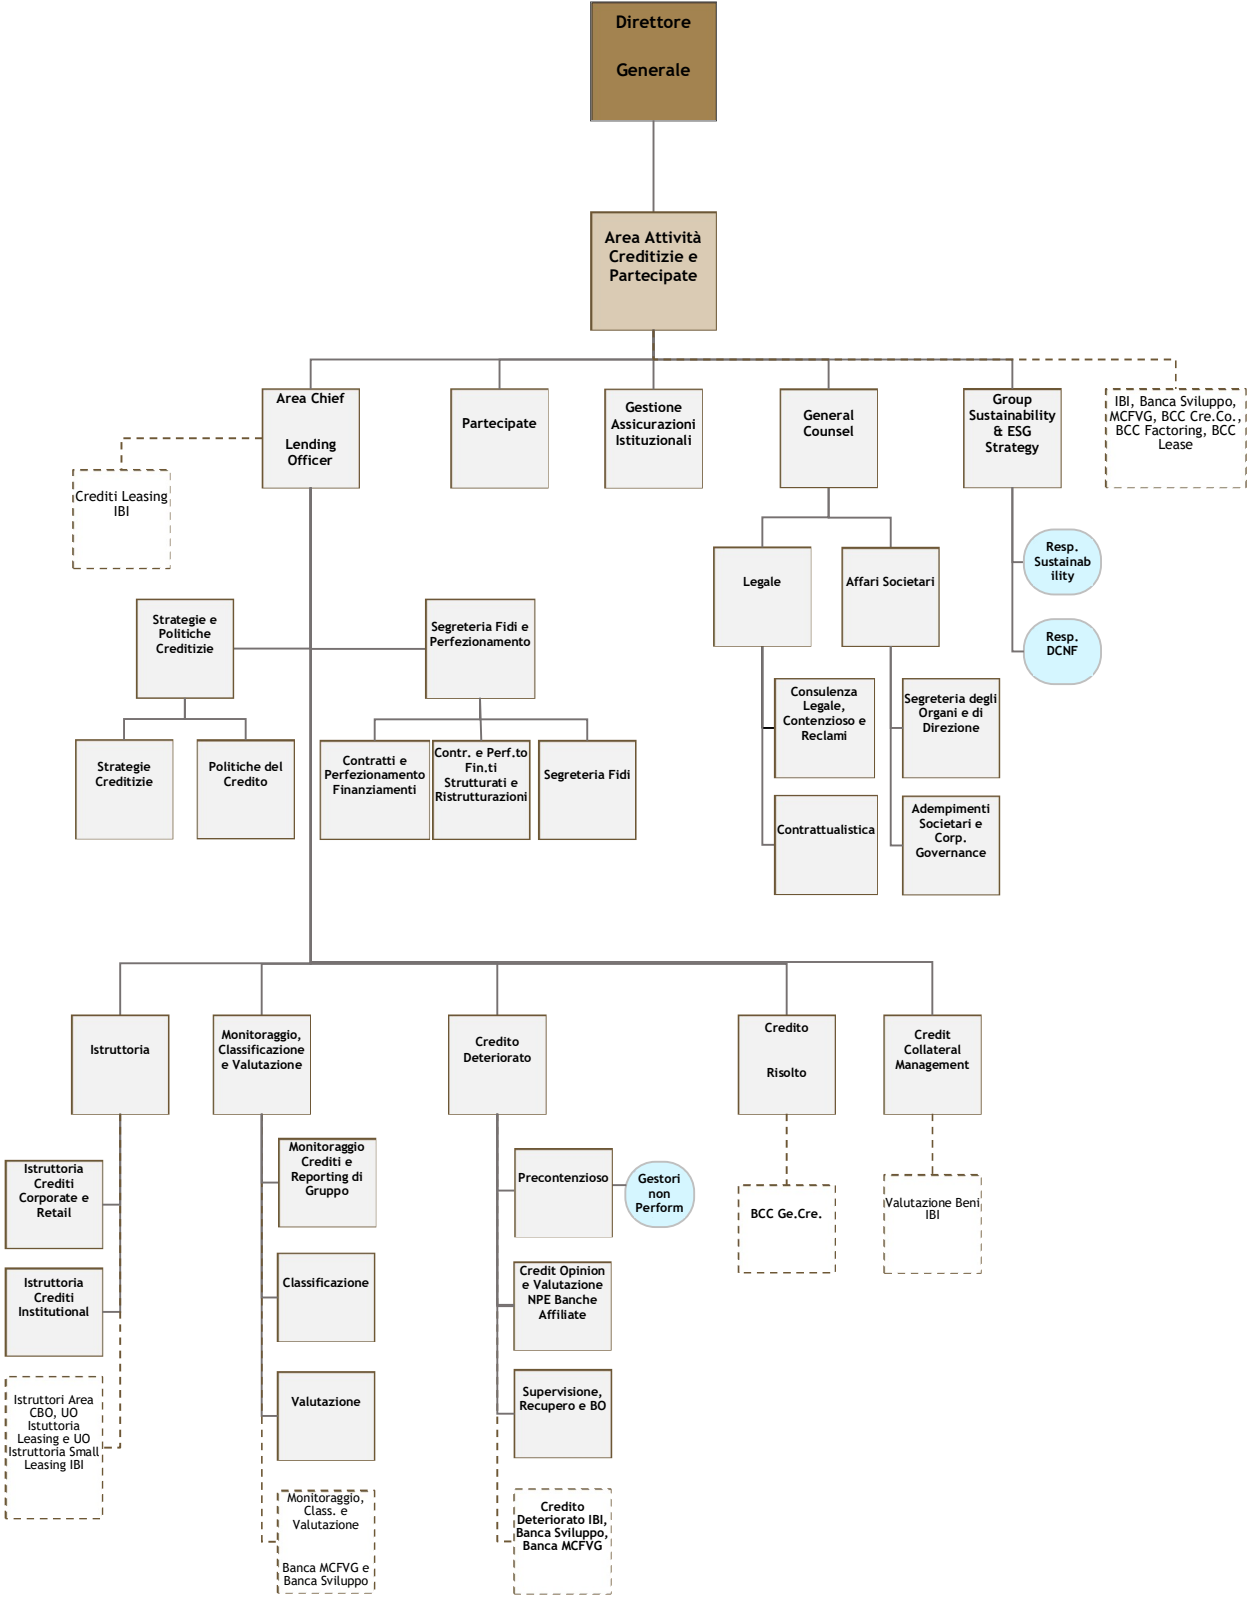 Direttore
Generale
Area Attività
Creditizie e
Partecipate
Area Chief
Lending
Officer
Partecipate
Gestione
Assicurazioni
Istituzionali
General
Counsel
Group
Sustainability
& ESG
Strategy
IBI, Banca Sviluppo,
MCFVG, BCC Cre.Co.,
BCC Factoring, BCC
Lease
Crediti Leasing
IBI
Resp.
Sustainab
ility
Legale
Affari Societari
Resp.
DCNF
Strategie e
Politiche
Creditizie
Segreteria Fidi e
Perfezionamento
Consulenza
Legale,
Contenzioso e
Reclami
Segreteria degli
Organi e di
Direzione
Strategie
Creditizie
Politiche del
Credito
Contratti e
Perfezionamento
Finanziamenti
Contr. e Perf.to
Fin.ti
Strutturati e
Ristrutturazioni
Segreteria Fidi
Contrattualistica
Adempimenti
Societari e
Corp.
Governance
Istruttoria
Monitoraggio,
Classificazione
e Valutazione
Credito
Deteriorato
Credito
Risolto
Credit
Collateral
Management
Istruttoria
Crediti
Corporate e
Retail
Monitoraggio
Crediti e
Reporting di
Gruppo
Precontenzioso
Gestori
non
Perform
BCC Ge.Cre.
Valutazione Beni
IBI
Istruttoria
Crediti
Institutional
Classificazione
Credit Opinion
e Valutazione
NPE Banche
Affiliate
Istruttori Area
CBO, UO
Istuttoria
Leasing e UO
Istruttoria Small
Leasing IBI
Valutazione
Supervisione,
Recupero e BO
Monitoraggio,
Class. e
Valutazione
Banca MCFVG e
Banca Sviluppo
Credito
Deteriorato IBI,
Banca Sviluppo,
Banca MCFVG